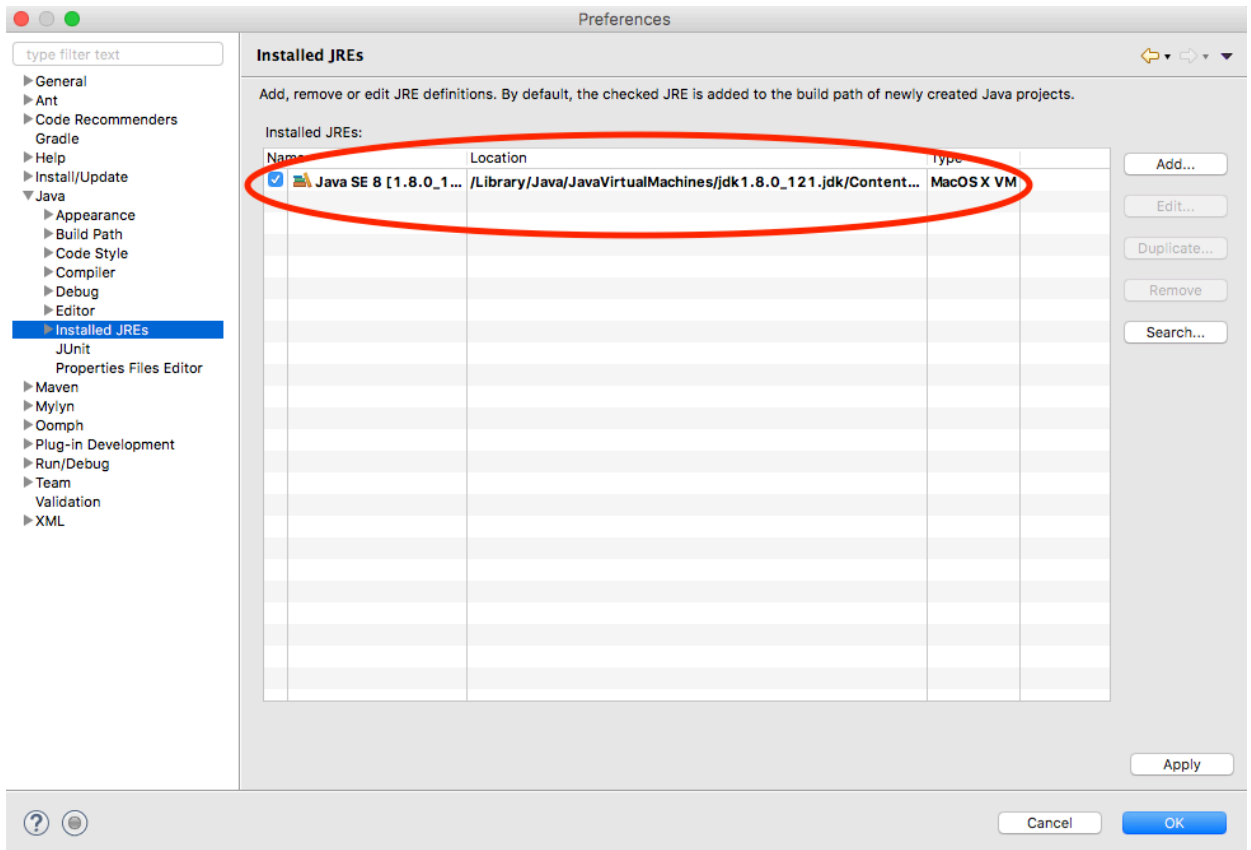 Preferences
type filter text
General
Ant
Code Recommenders
Gradle
Help
Install/Update
Java
Appearance
Build Path
Code Style
Compiler
Debug
Editor
Installed JREs
JUnit
Properties Files Editor
Maven
Mylyn
Oomph
Plug-in Development
Run/Debug
Team
Validation
XML
Installed JREs
Add, remove or edit JRE definitions. By default, the checked JRE is added to the build path of newly created Java projects.
Installed JREs:
Name Location Type
Java SE 8 [1.8.0_1... /Library/Java/JavaVirtualMachines/jdk1.8.0_121.jdk/Content... MacOS X VM
Add...
Edit...
Duplicate...
Remove
Search...
Apply
? Cancel OK